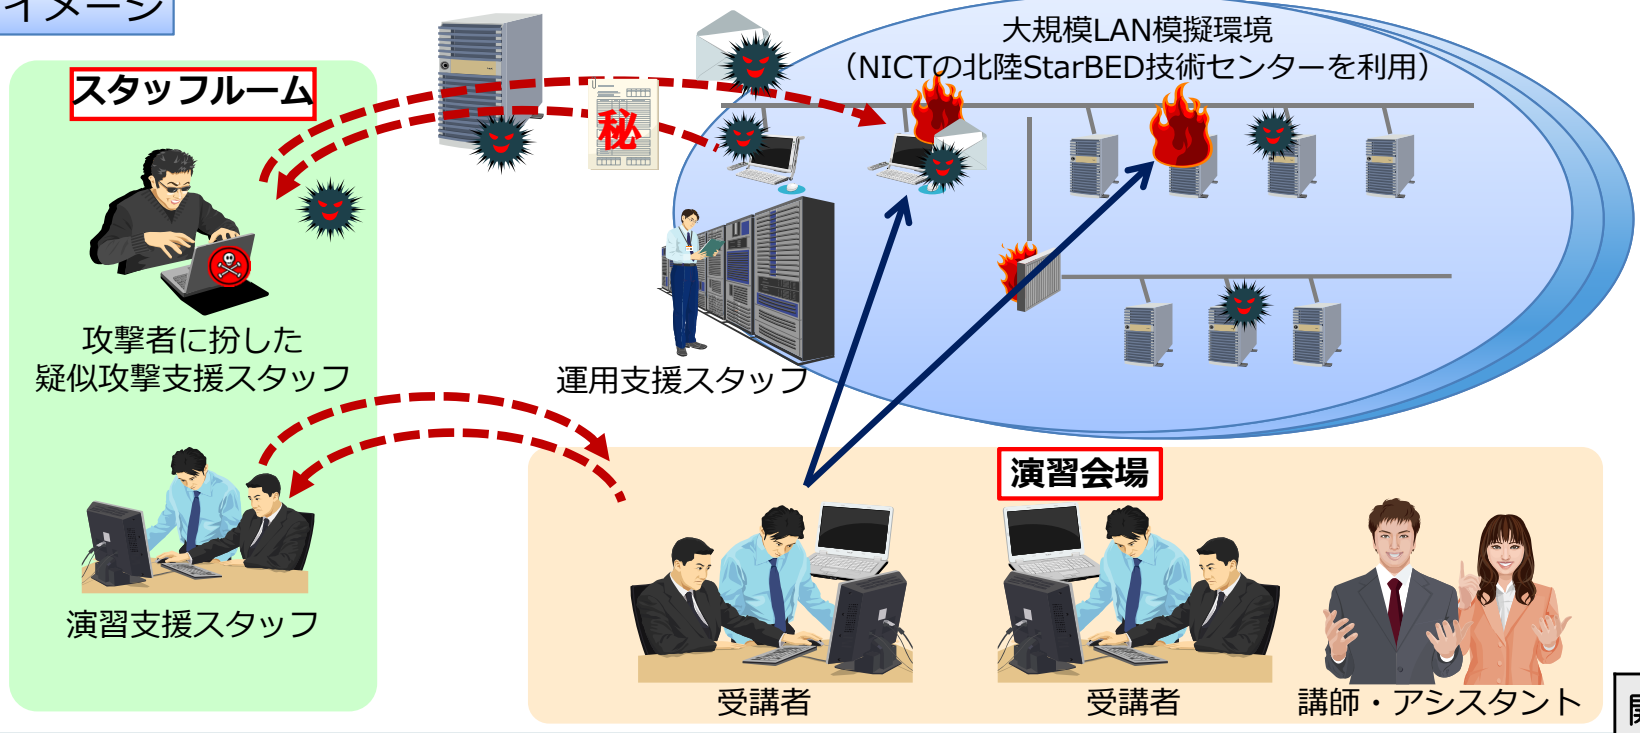 イメージ
大規模LAN模擬環境
（NICTの北陸StarBED技術センターを利用）
スタッフルーム
秘
攻撃者に扮した
疑似攻撃支援スタッフ
運用支援スタッフ
演習会場
演習支援スタッフ
受講者
受講者
講師・アシスタント